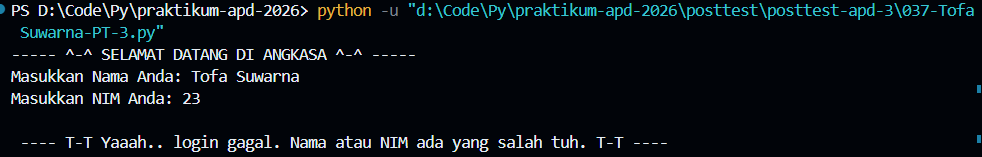 PS D:\Code\Py\praktikum-apd-2026> python -u "d:\Code\Py\praktikum-apd-2026\posttest\posttest-apd-3\037-Tofa
Suwarna-PT-3.py"
----- ^-^ SELAMAT DATANG DI ANGKASA ^-^ -----
Masukkan Nama Anda: Tofa Suwarna
Masukkan NIM Anda: 23
---- T-T Yaaah.. login gagal. Nama atau NIM ada yang salah tuh. T-T ----